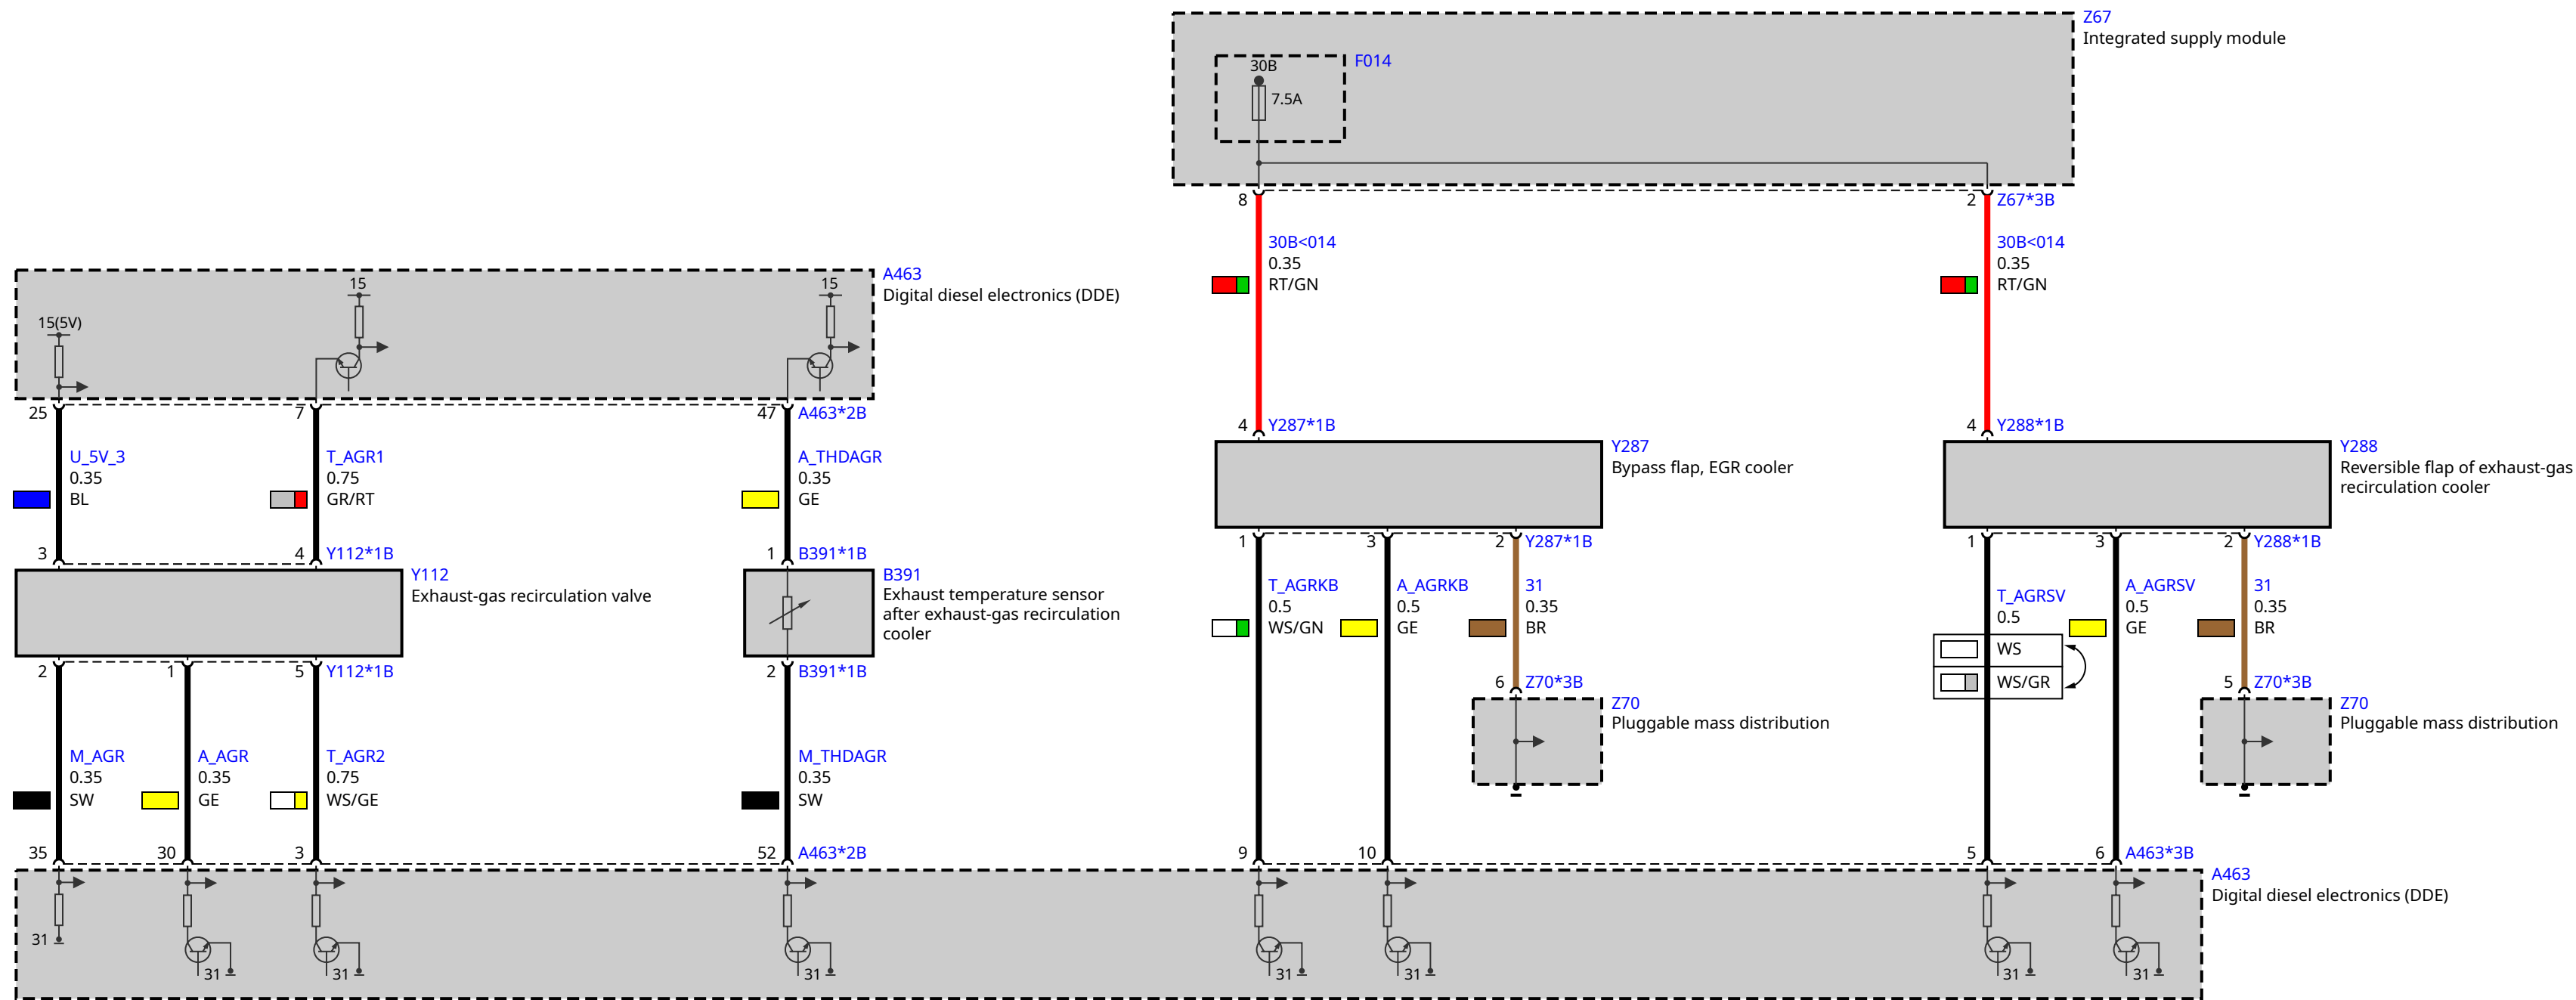 Z67
Integrated supply module
30B
F014
7.5A
8
2
Z67*3B
30B<014
0.35
RT/GN
30B<014
0.35
RT/GN
A463
Digital diesel electronics (DDE)
15
15
15(5V)
25
7
47
A463*2B
4
Y287*1B
4
Y288*1B
U_5V_3
0.35
BL
T_AGR1
0.75
GR/RT
A_THDAGR
0.35
GE
Y287
Bypass flap, EGR cooler
Y288
Reversible flap of exhaust-gas
recirculation cooler
3
4
Y112*1B
1
B391*1B
1
3
2
Y287*1B
1
3
2
Y288*1B
Y112
Exhaust-gas recirculation valve
B391
Exhaust temperature sensor
after exhaust-gas recirculation
cooler
T_AGRKB
0.5
WS/GN
A_AGRKB
0.5
GE
31
0.35
BR
T_AGRSV
0.5
WS
WS/GR
A_AGRSV
0.5
GE
31
0.35
BR
2
1
5
Y112*1B
2
B391*1B
6
Z70*3B
5
Z70*3B
Z70
Pluggable mass distribution
Z70
Pluggable mass distribution
M_AGR
0.35
SW
A_AGR
0.35
GE
T_AGR2
0.75
WS/GE
M_THDAGR
0.35
SW
35
30
3
52
A463*2B
9
10
5
6
A463*3B
A463
Digital diesel electronics (DDE)
31
31
31
31
31
31
31
31